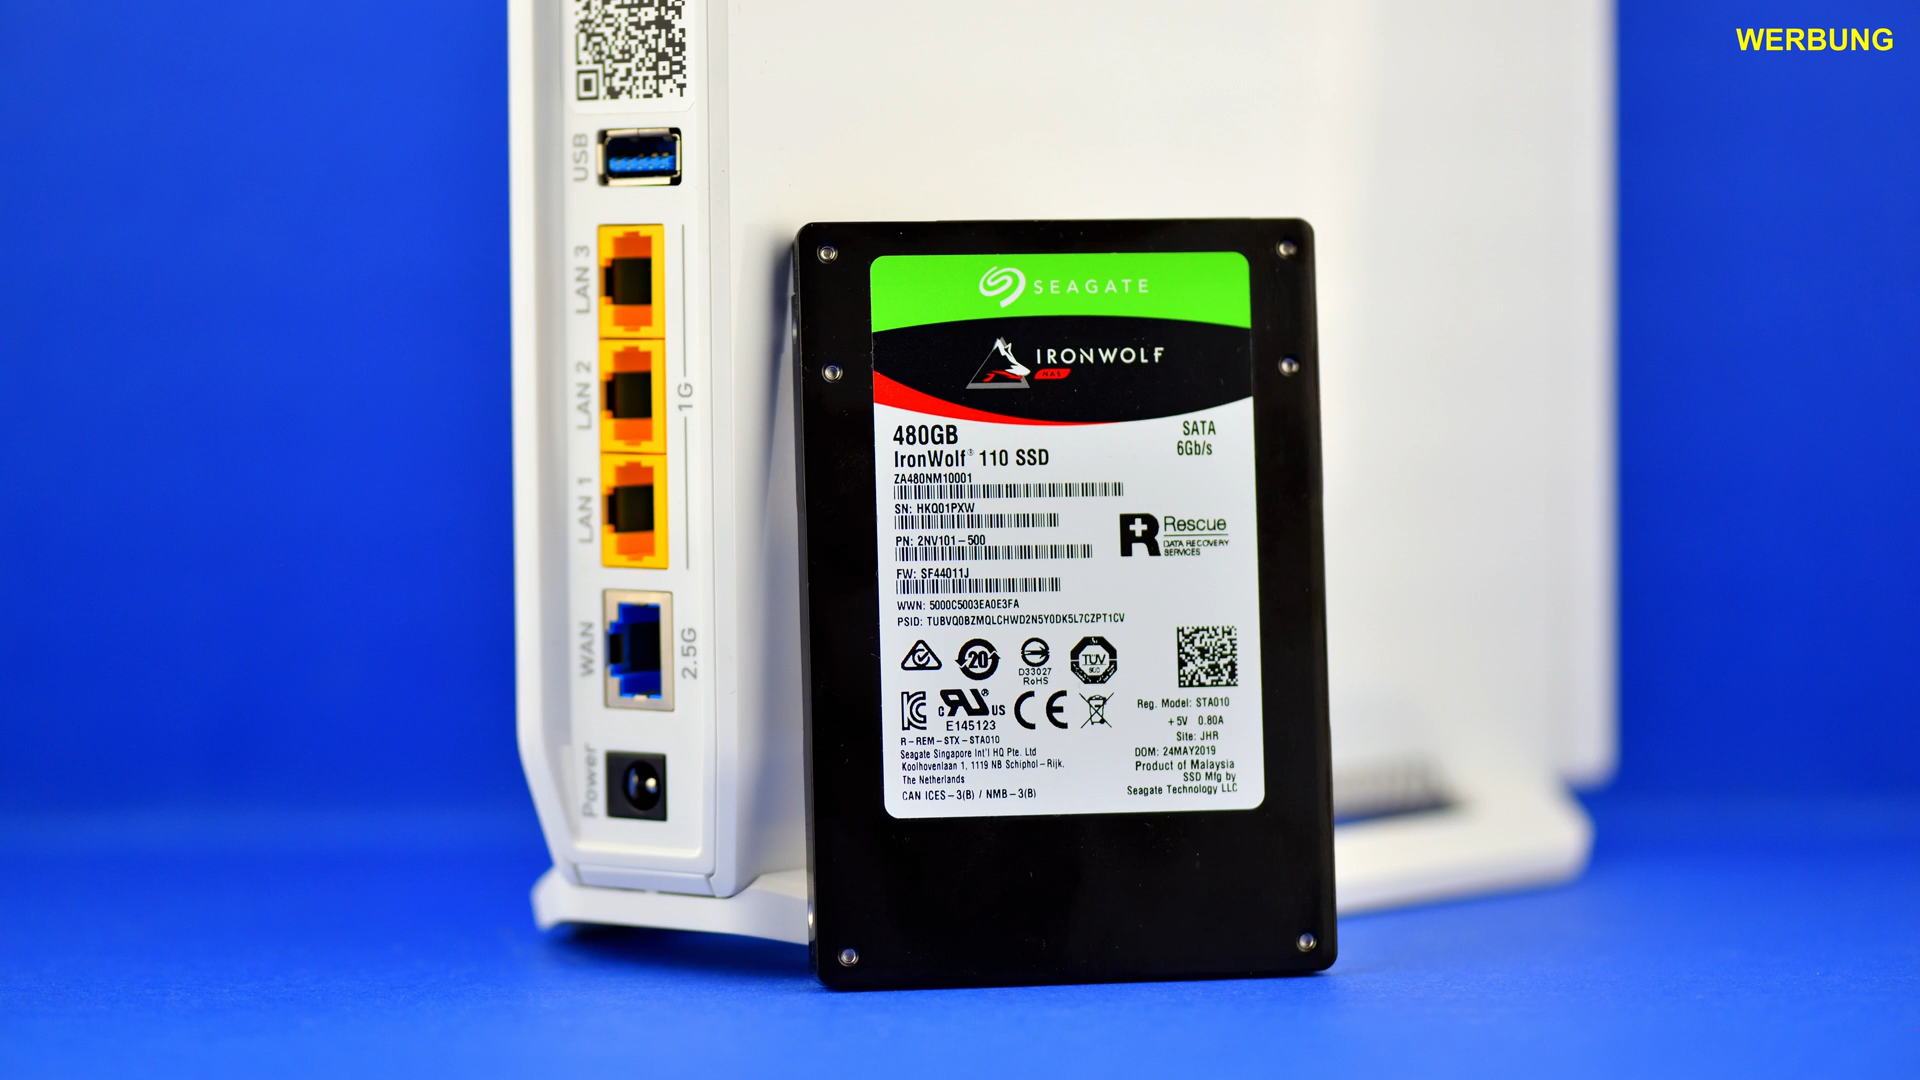 WERBUNG
USB
LAN 3
LAN 2
LAN 1
1G
WAN
2.5G
Power
SEAGATE
IRONWOLF
NAS
480GB
IronWolf® 110 SSD
SATA
6Gb/s
ZA480NM10001
SN: HKQ01PXW
PN: 2NV101-500
FW: SF44011J
Rescue
DATA RECOVERY
SERVICES
WWN: 5000C5003EA0E3FA
PSID: TUBVQ0BZMQLCHWD2N5Y0DK5L7CZPT1CV
20
D33027
RoHS
TÜV
c US
E145123
CE
R-REM-STX-STA010
Seagate Singapore Int'l HQ Pte. Ltd
Koolhovenlaan 1, 1119 NB Schiphol-Rijk,
The Netherlands
CAN ICES-3(B) / NMB-3(B)
Reg. Model: STA010
+5V 0.80A
Site: JHR
DOM: 24MAY2019
Product of Malaysia
SSD Mfg by
Seagate Technology LLC